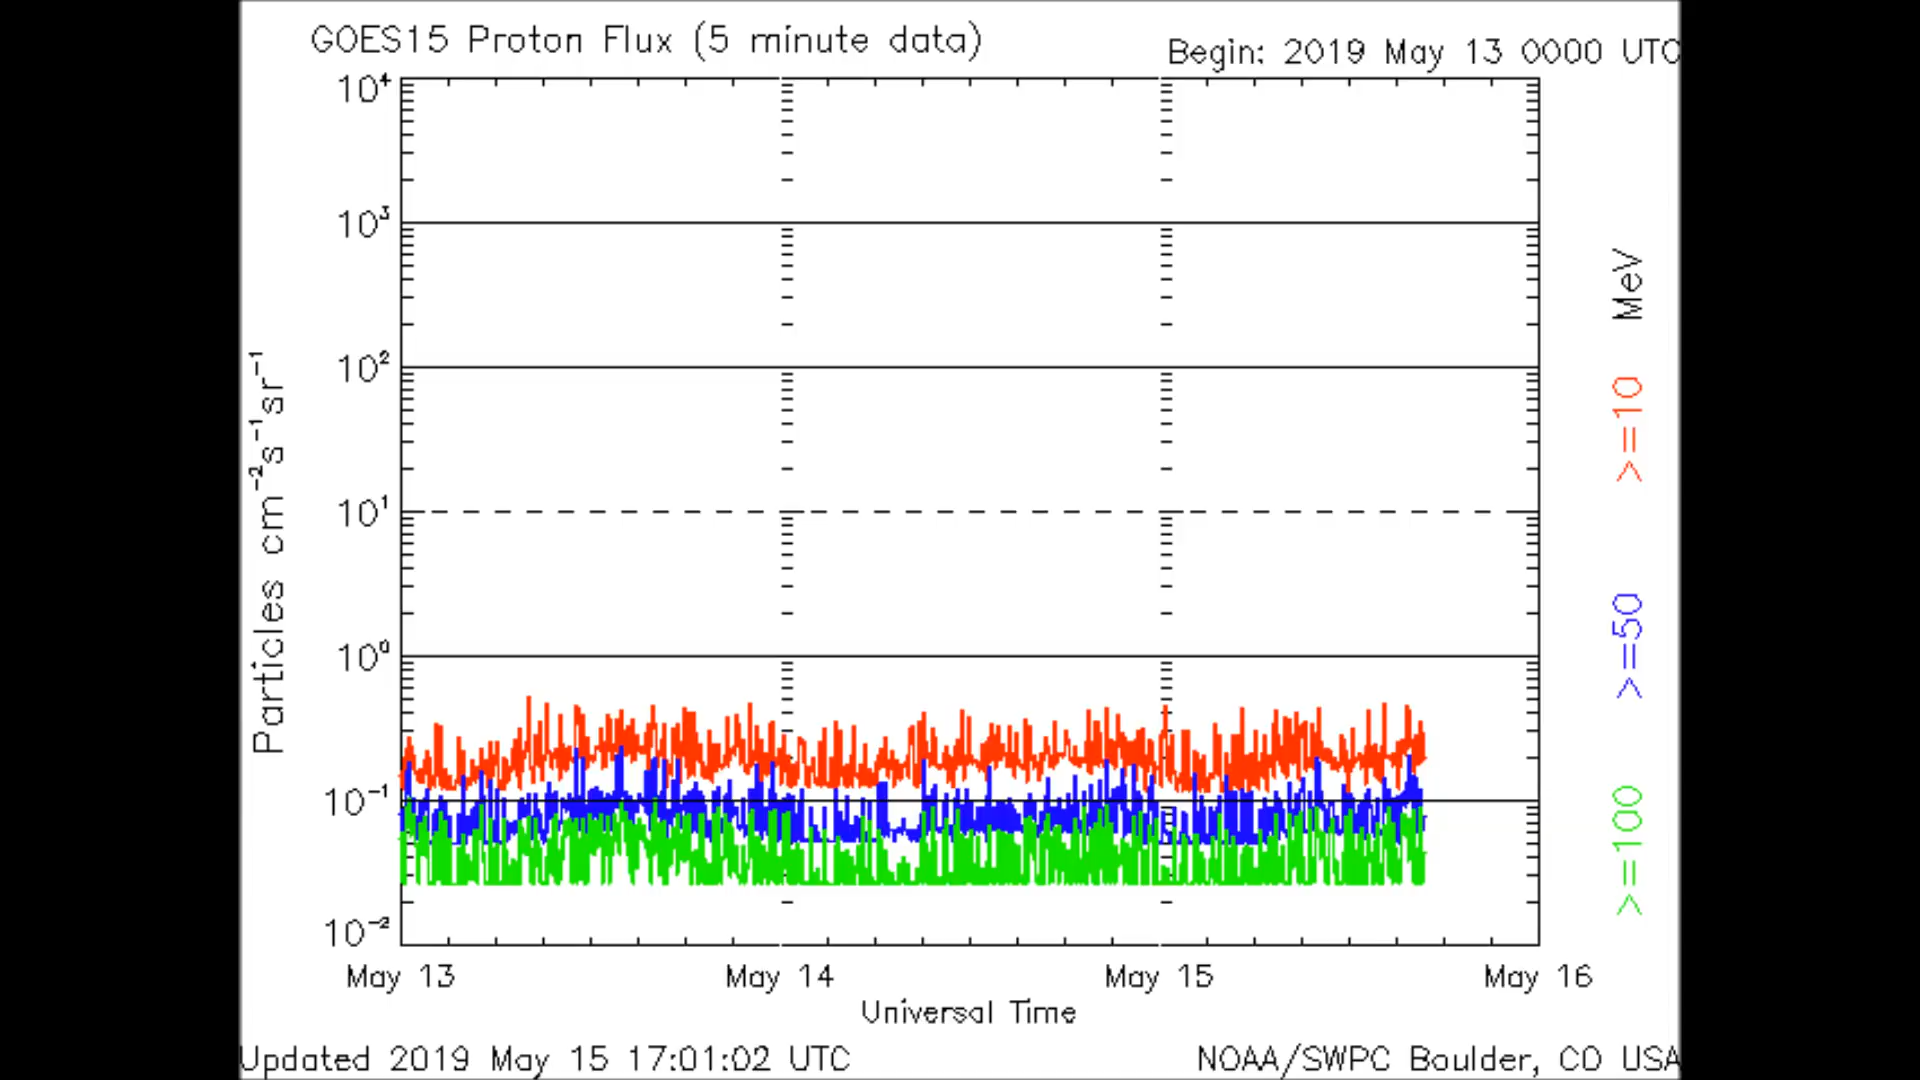 GOES15 Proton Flux (5 minute data)
Begin: 2019 May 13 0000 UTC
10⁴
10³
10²
10¹
10⁰
10⁻¹
10⁻²
Particles cm⁻²s⁻¹sr⁻¹
MeV
>=10
>=50
>=100
May 13 May 14 May 15 May 16
Universal Time
Updated 2019 May 15 17:01:02 UTC
NOAA/SWPC Boulder, CO USA